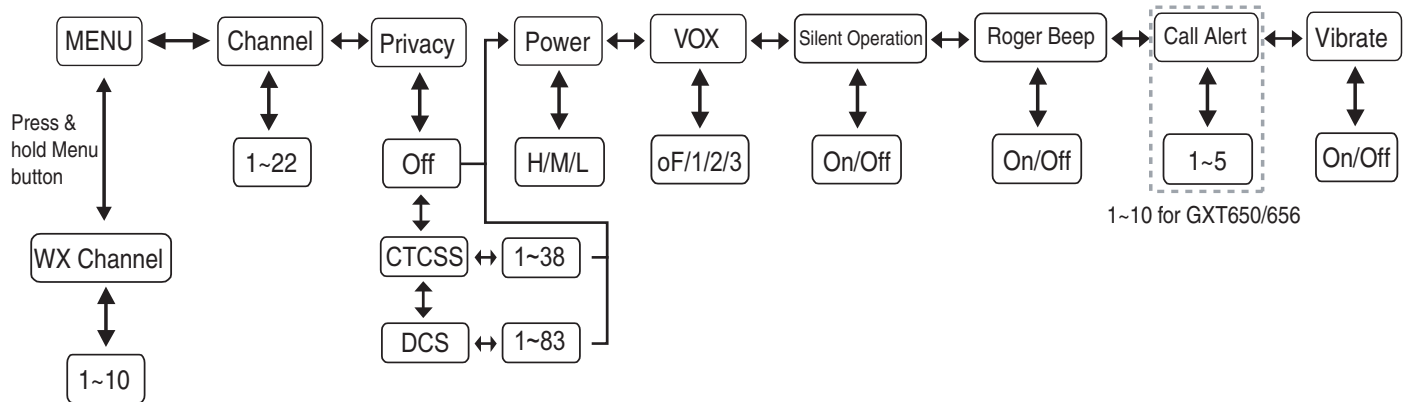 MENU
Channel
Privacy
Power
VOX
Silent Operation
Roger Beep
Call Alert
Vibrate
Press &
hold Menu
button
1~22
Off
H/M/L
oF/1/2/3
On/Off
On/Off
1~5
On/Off
1~10 for GXT650/656
WX Channel
CTCSS
1~38
DCS
1~83
1~10